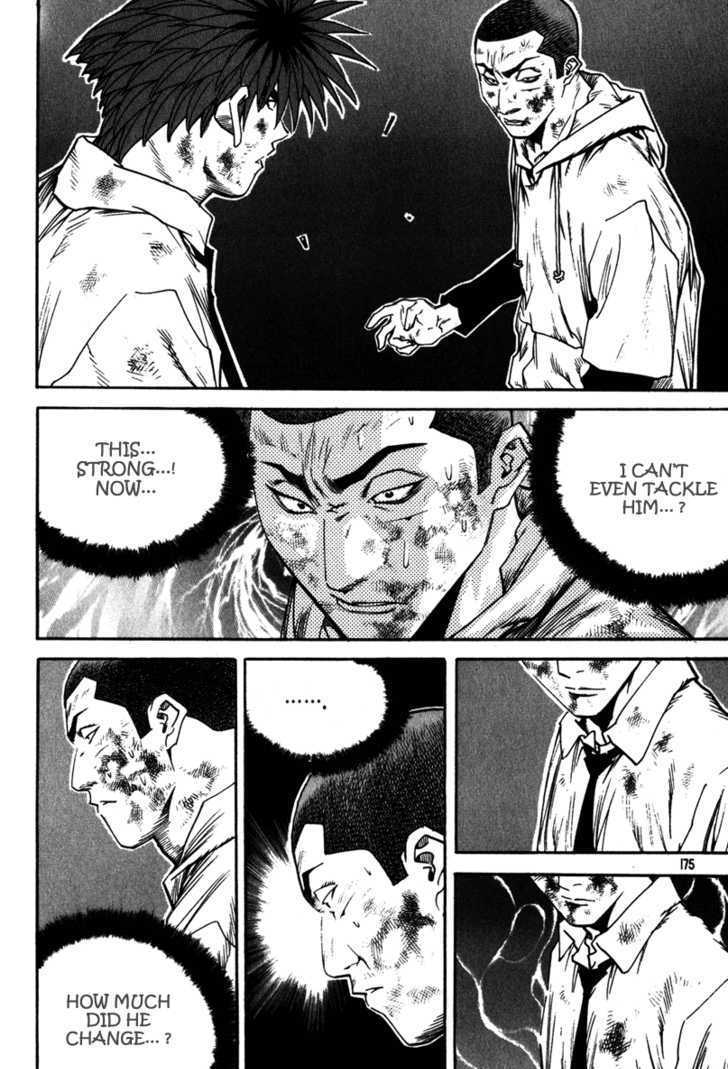 I CAN'T
EVEN TACKLE
HIM... ?
THIS...
STRONG...!
NOW...
175
.......
HOW MUCH
DID HE
CHANGE... ?